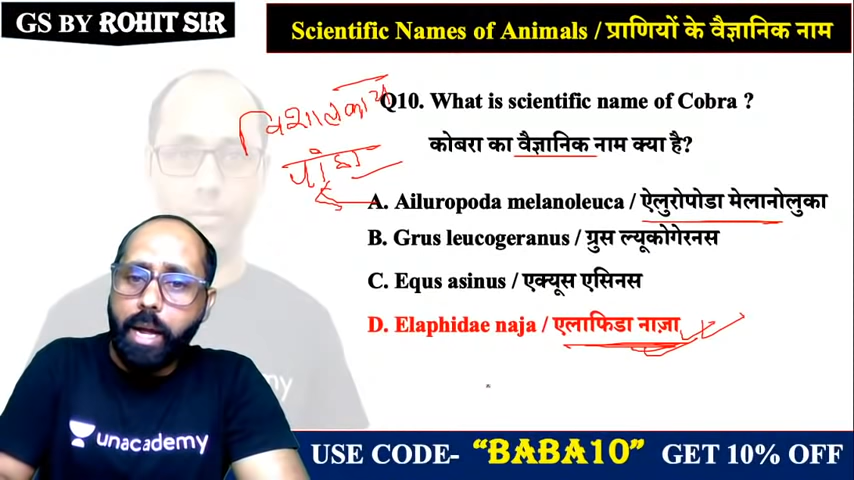 GS BY ROHIT SIR
Scientific Names of Animals / प्राणियों के वैज्ञानिक नाम
Q10. What is scientific name of Cobra ?
कोबरा का वैज्ञानिक नाम क्या है?
विशालकाय
पांडा
A. Ailuropoda melanoleuca / ऐलुरोपोडा मेलानोलुका
B. Grus leucogeranus / ग्रुस ल्यूकोगेरनस
C. Equs asinus / एक्यूस एसिनस
D. Elaphidae naja / एलाफिडा नाज़ा
unacademy
USE CODE- “BABA10” GET 10% OFF